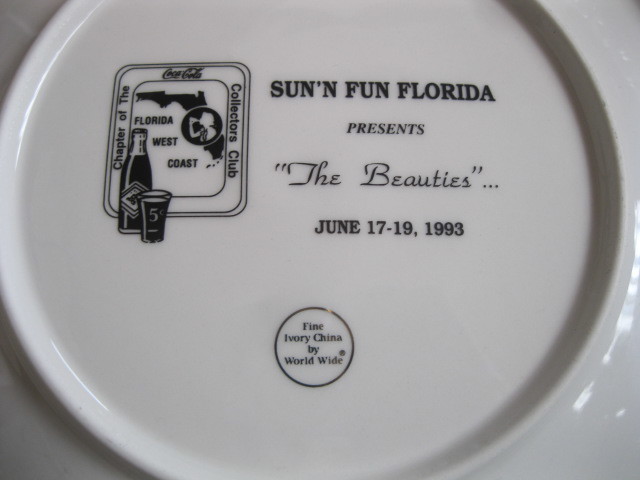 Coca-Cola
Chapter of The
Collectors Club
FLORIDA
WEST
COAST
5¢
SUN'N FUN FLORIDA
PRESENTS
"The Beauties"...
JUNE 17-19, 1993
Fine
Ivory China
by
World Wide®